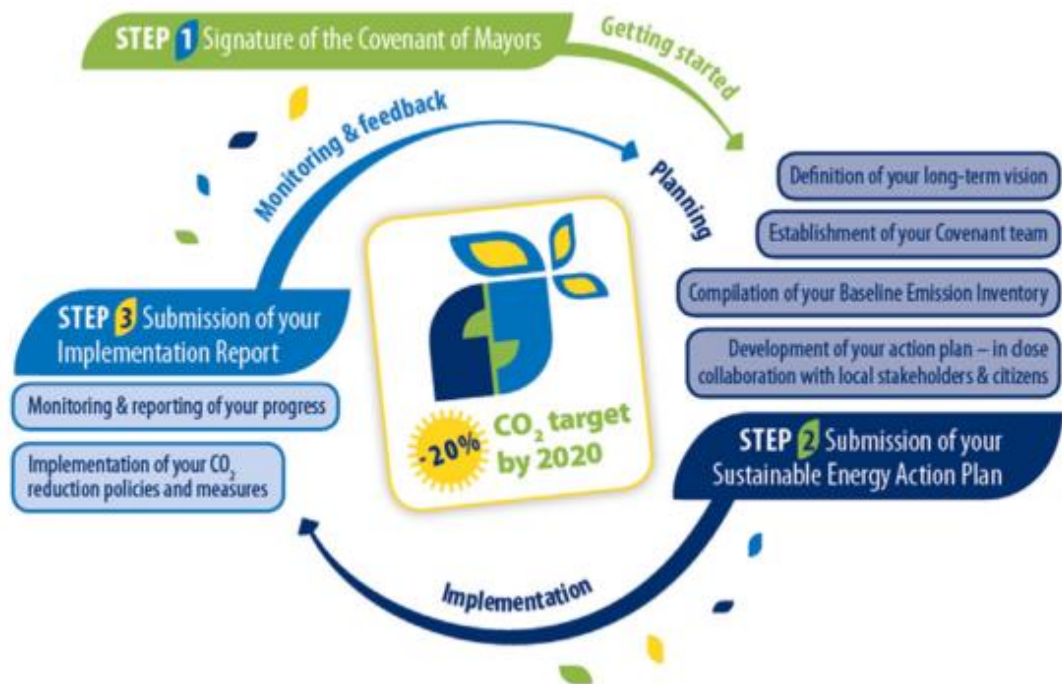 STEP 1 Signature of the Covenant of Mayors
Getting started
Monitoring & feedback
Planning
Definition of your long-term vision
Establishment of your Covenant team
Compilation of your Baseline Emission Inventory
Development of your action plan – in close
collaboration with local stakeholders & citizens
STEP 2 Submission of your
Sustainable Energy Action Plan
Implementation
STEP 3 Submission of your
Implementation Report
Monitoring & reporting of your progress
Implementation of your CO₂
reduction policies and measures
-20%
CO₂ target
by 2020